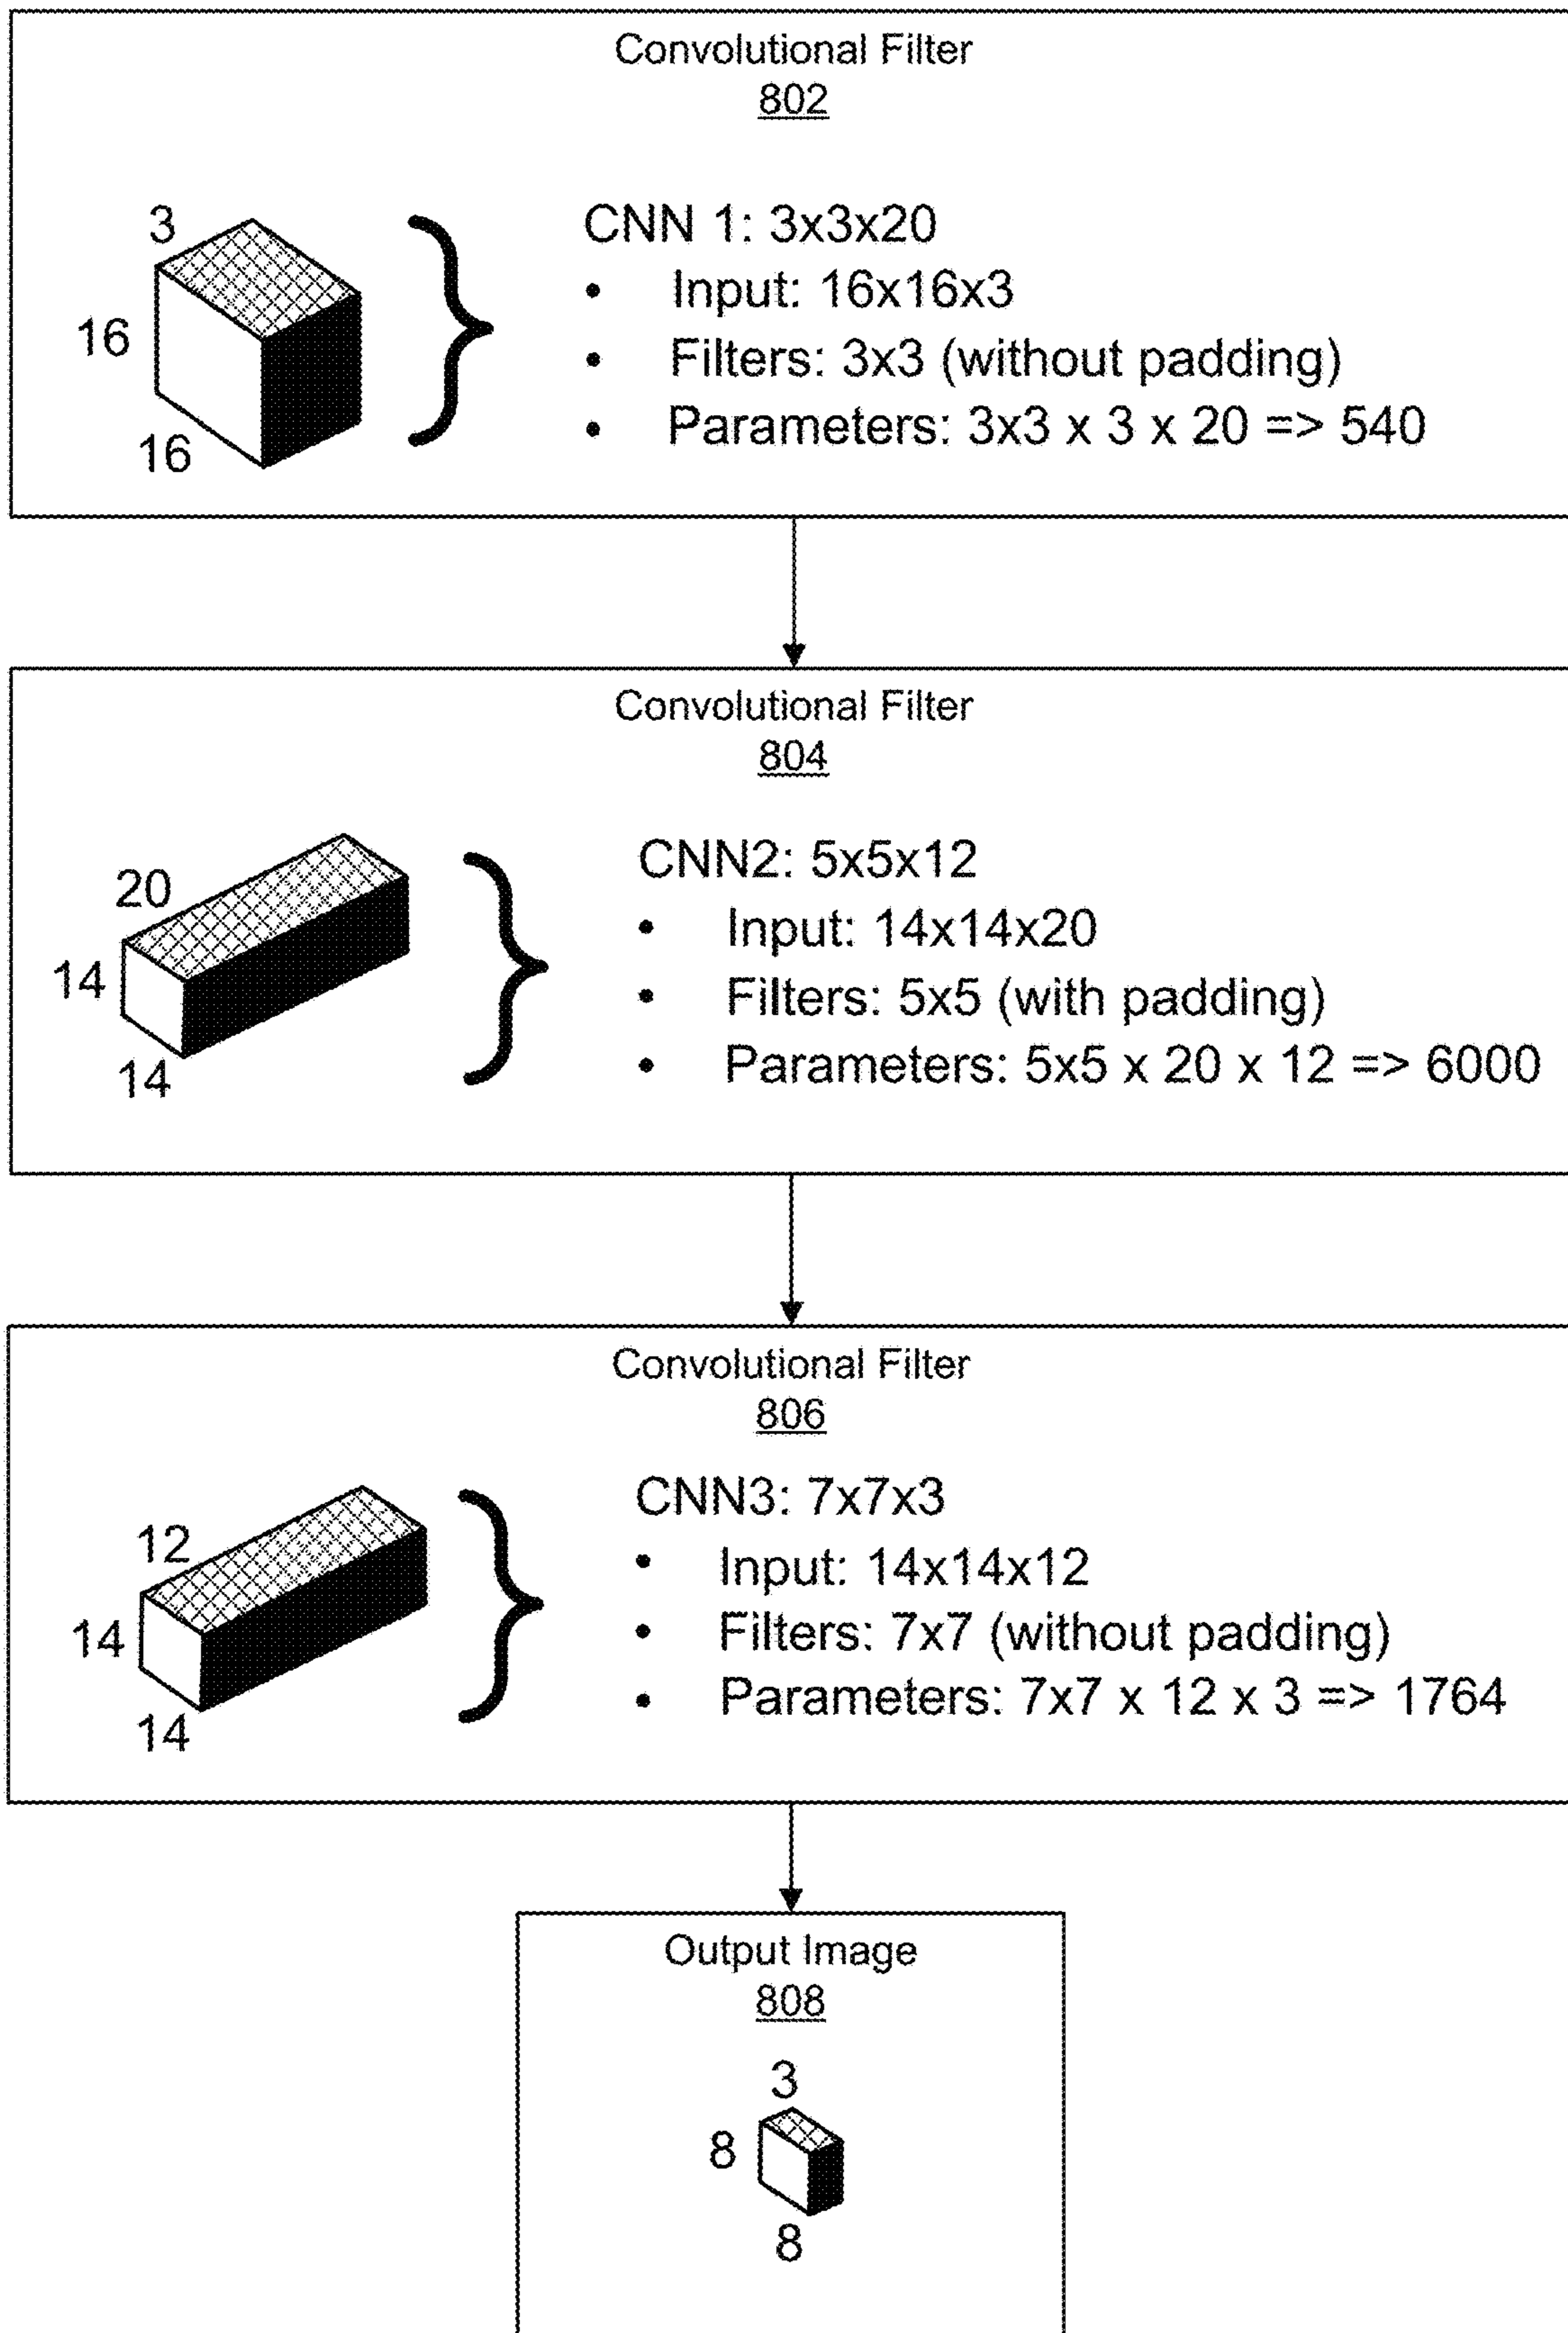 Convolutional Filter
802
3
16
16
CNN 1: 3x3x20
• Input: 16x16x3
• Filters: 3x3 (without padding)
• Parameters: 3x3 x 3 x 20 => 540
Convolutional Filter
804
20
14
14
CNN2: 5x5x12
• Input: 14x14x20
• Filters: 5x5 (with padding)
• Parameters: 5x5 x 20 x 12 => 6000
Convolutional Filter
806
12
14
14
CNN3: 7x7x3
• Input: 14x14x12
• Filters: 7x7 (without padding)
• Parameters: 7x7 x 12 x 3 => 1764
Output Image
808
3
8
8